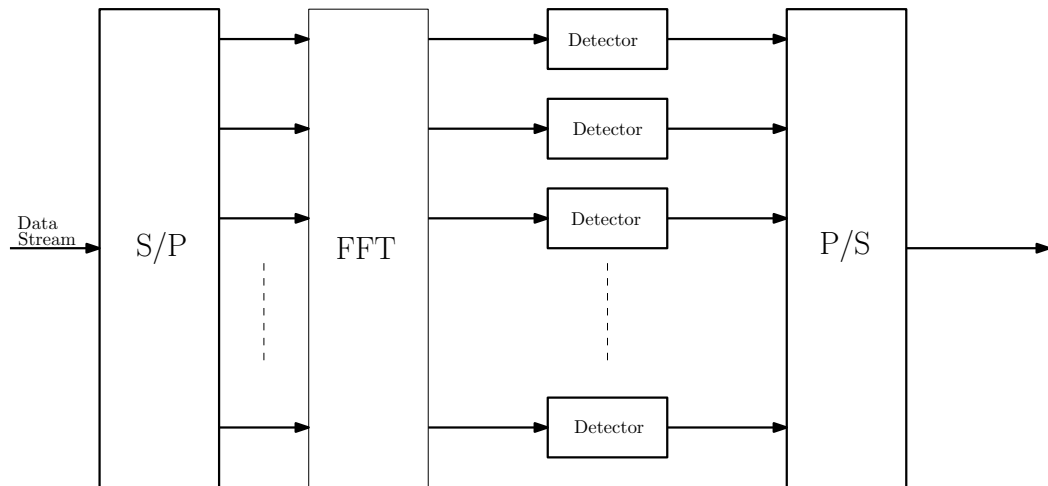 Detector
Detector
Detector
Data
Stream
S/P
FFT
P/S
Detector